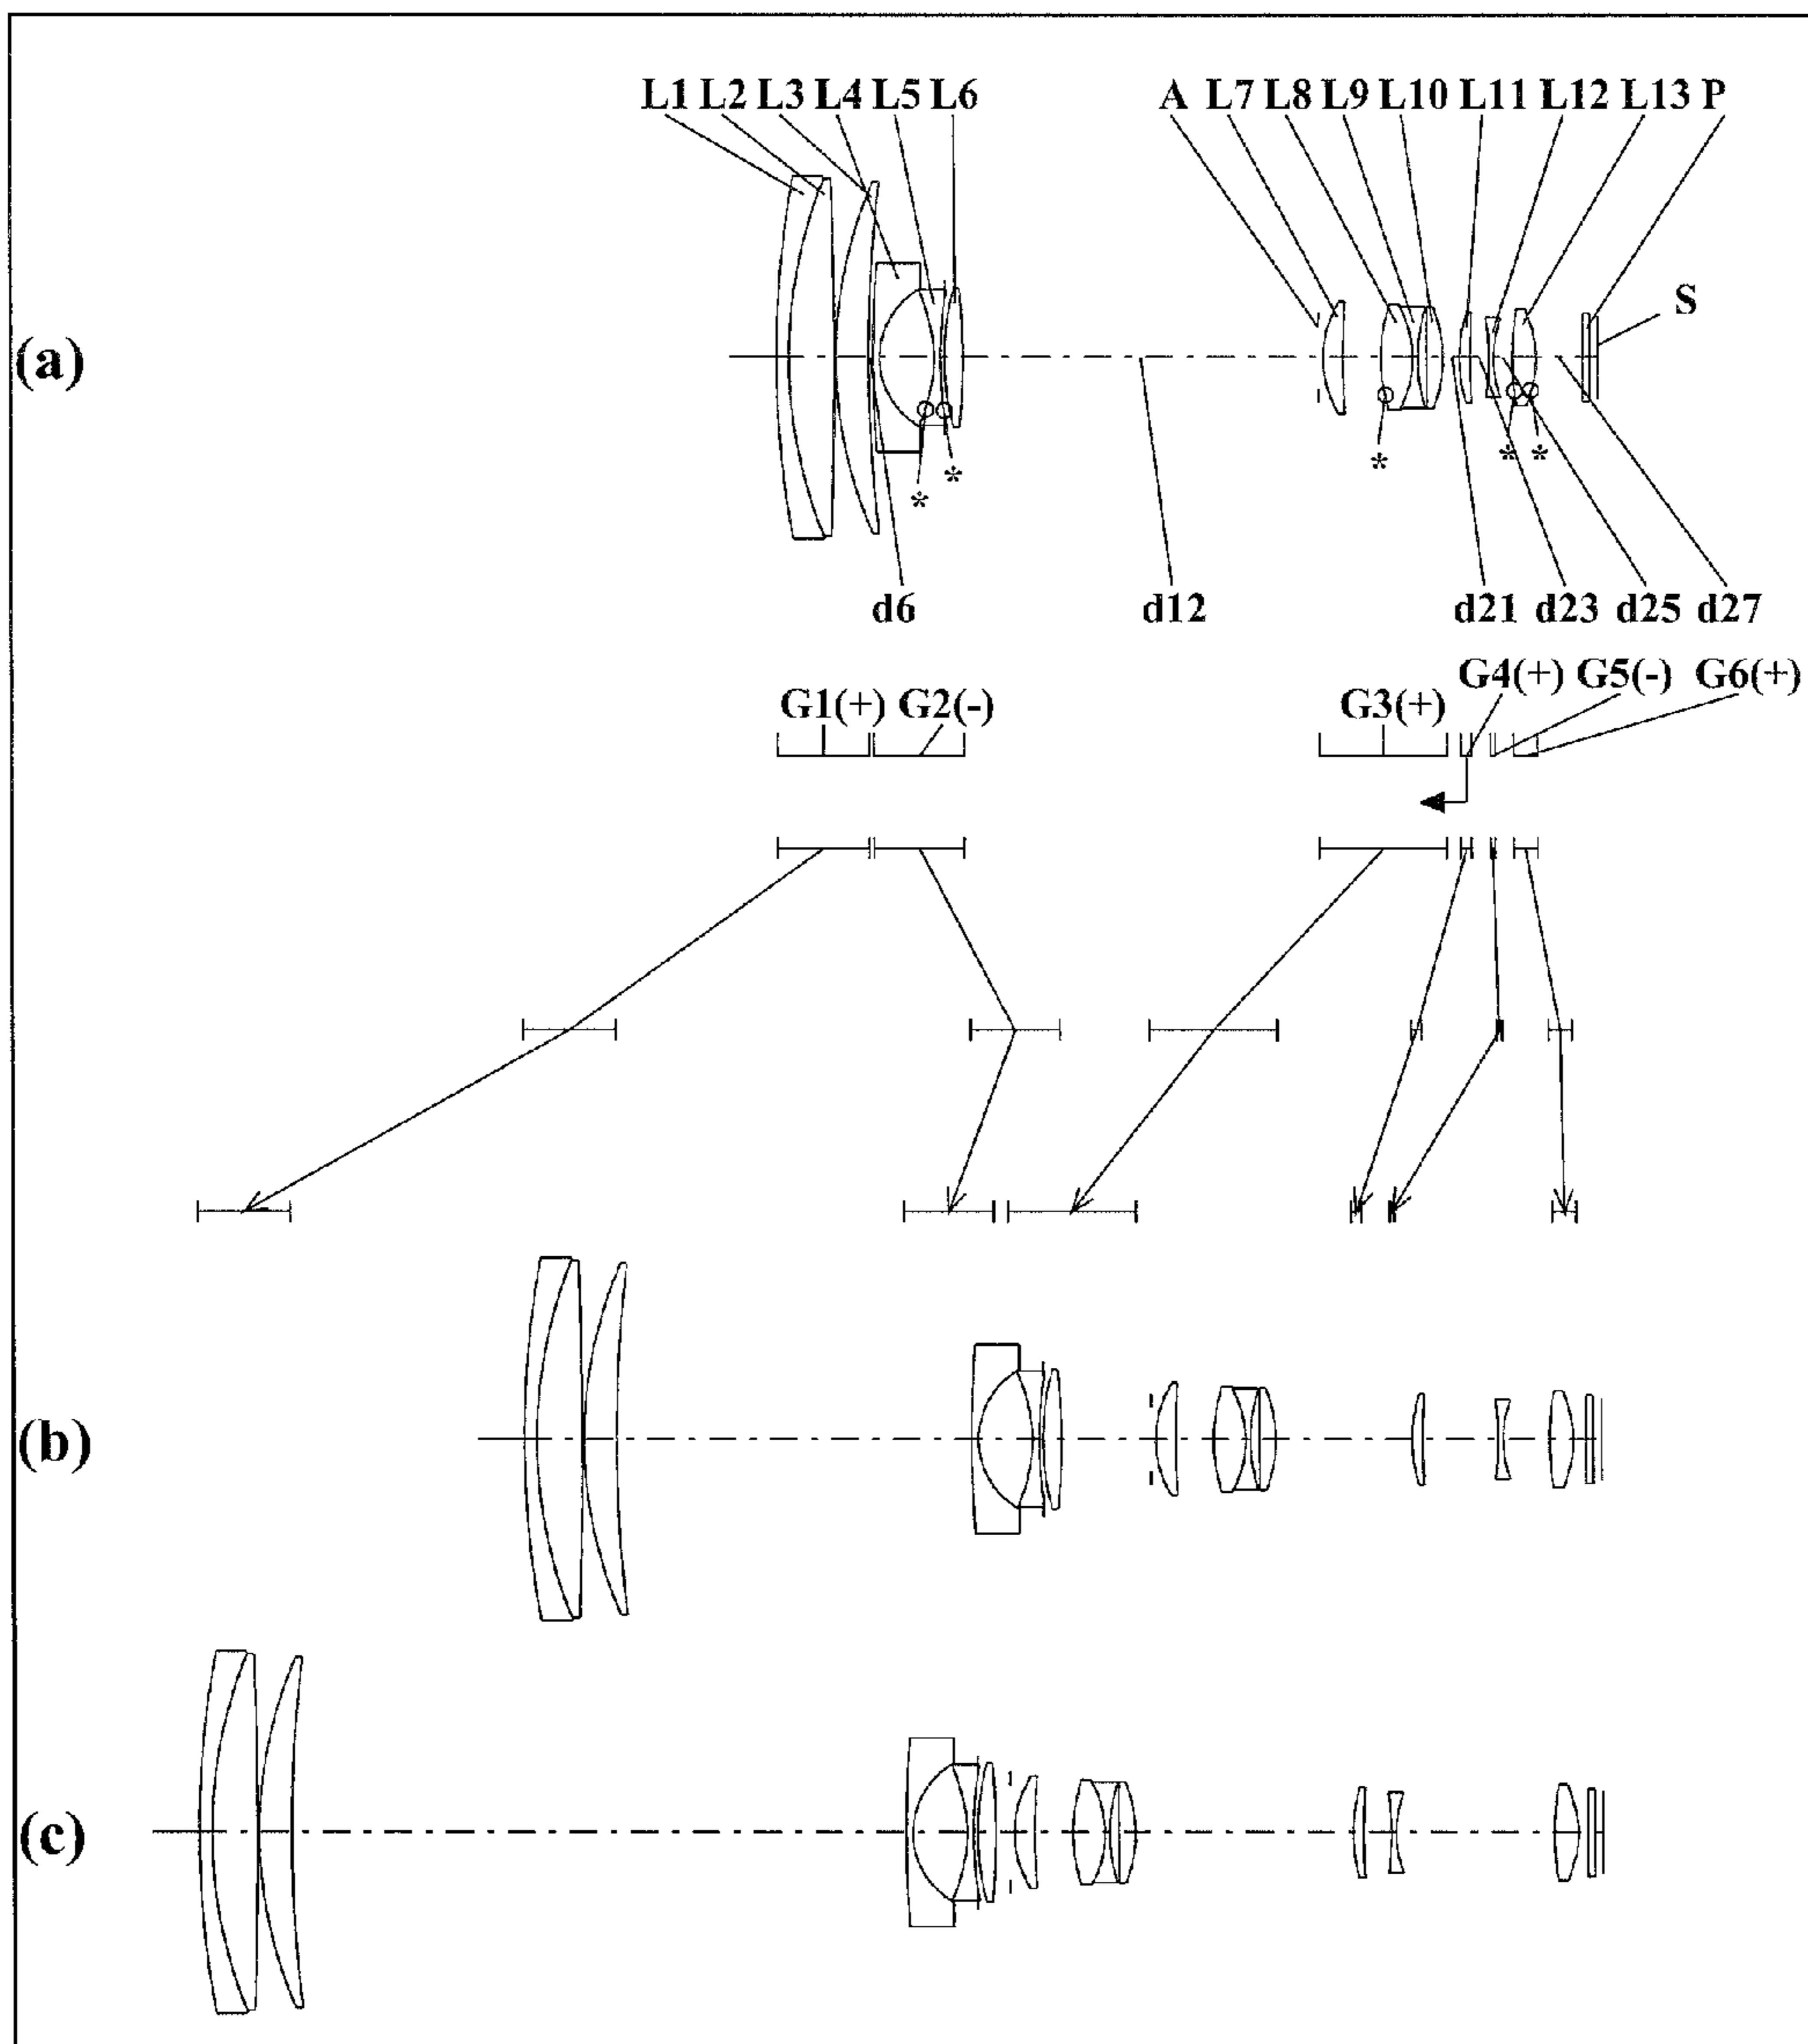 L1 L2 L3 L4 L5 L6 A L7 L8 L9 L10 L11 L12 L13 P
S
(a)
* * * * *
d6 d12 d21 d23 d25 d27
G1(+) G2(-) G3(+) G4(+) G5(-) G6(+)
(b)
(c)